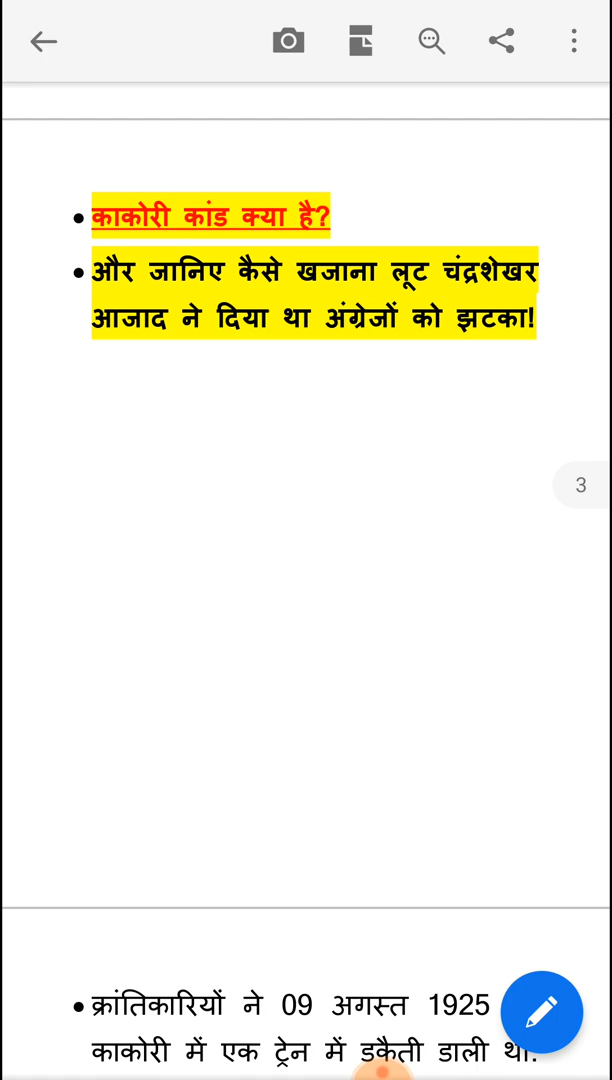 काकोरी कांड क्या है?
और जानिए कैसे खजाना लूट चंद्रशेखर
आजाद ने दिया था अंग्रेजों को झटका!
3
क्रांतिकारियों ने 09 अगस्त 1925
काकोरी में एक ट्रेन में डकैती डाली